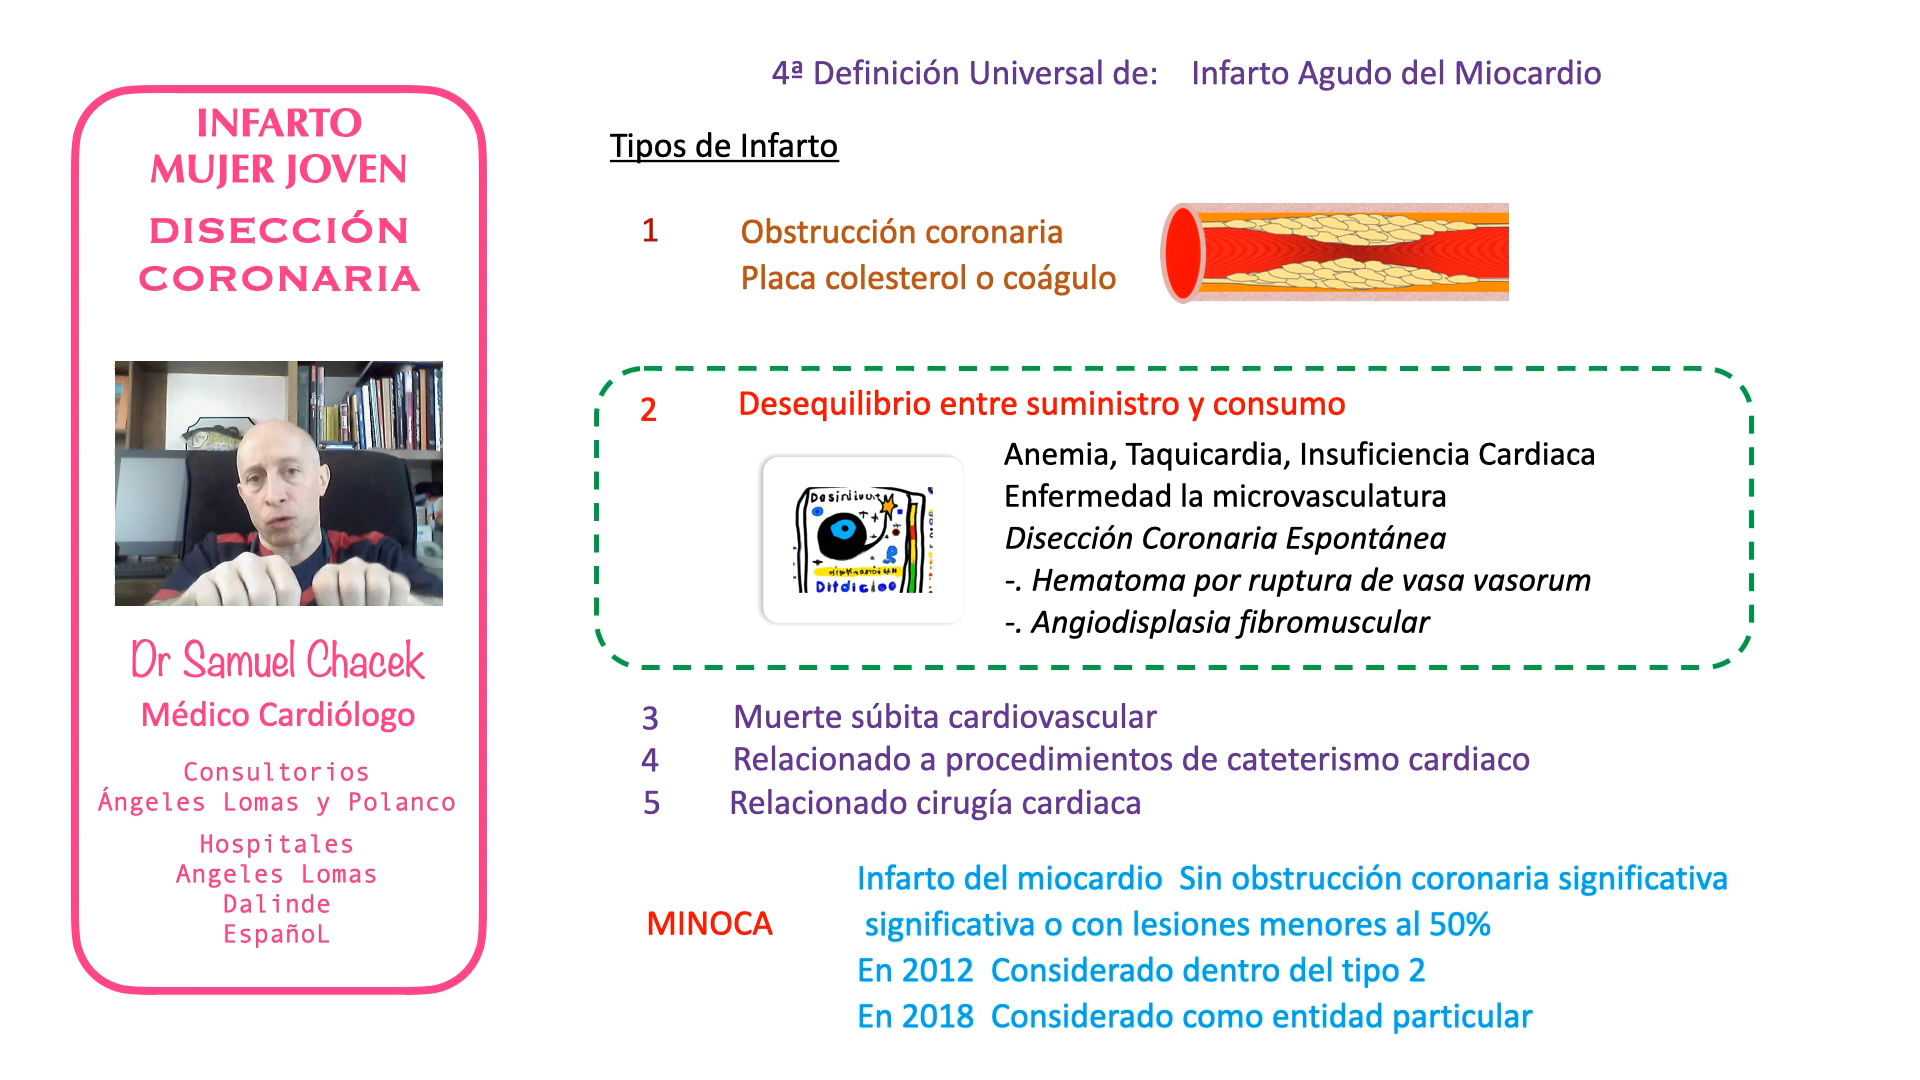 INFARTO
MUJER JOVEN
DISECCIÓN
CORONARIA
Dr Samuel Chacek
Médico Cardiólogo
Consultorios
Ángeles Lomas y Polanco
Hospitales
Angeles Lomas
Dalinde
EspañoL
4ª Definición Universal de: Infarto Agudo del Miocardio
Tipos de Infarto
1 Obstrucción coronaria
Placa colesterol o coágulo
2 Desequilibrio entre suministro y consumo
Anemia, Taquicardia, Insuficiencia Cardiaca
Enfermedad la microvasculatura
Disección Coronaria Espontánea
-. Hematoma por ruptura de vasa vasorum
-. Angiodisplasia fibromuscular
3 Muerte súbita cardiovascular
4 Relacionado a procedimientos de cateterismo cardiaco
5 Relacionado cirugía cardiaca
MINOCA
Infarto del miocardio Sin obstrucción coronaria significativa
significativa o con lesiones menores al 50%
En 2012 Considerado dentro del tipo 2
En 2018 Considerado como entidad particular